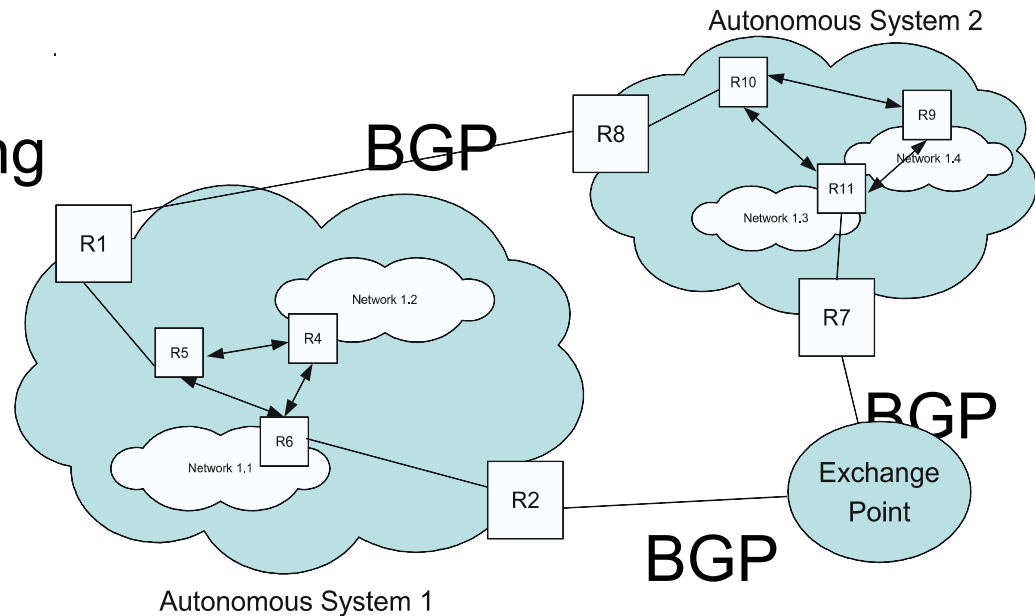 Autonomous System 2
R10
R9
R8
BGP
ng
Network 1.4
R11
Network 1.3
R1
Network 1.2
R7
R4
R5
BGP
R6
Network 1.1
Exchange
Point
R2
BGP
Autonomous System 1